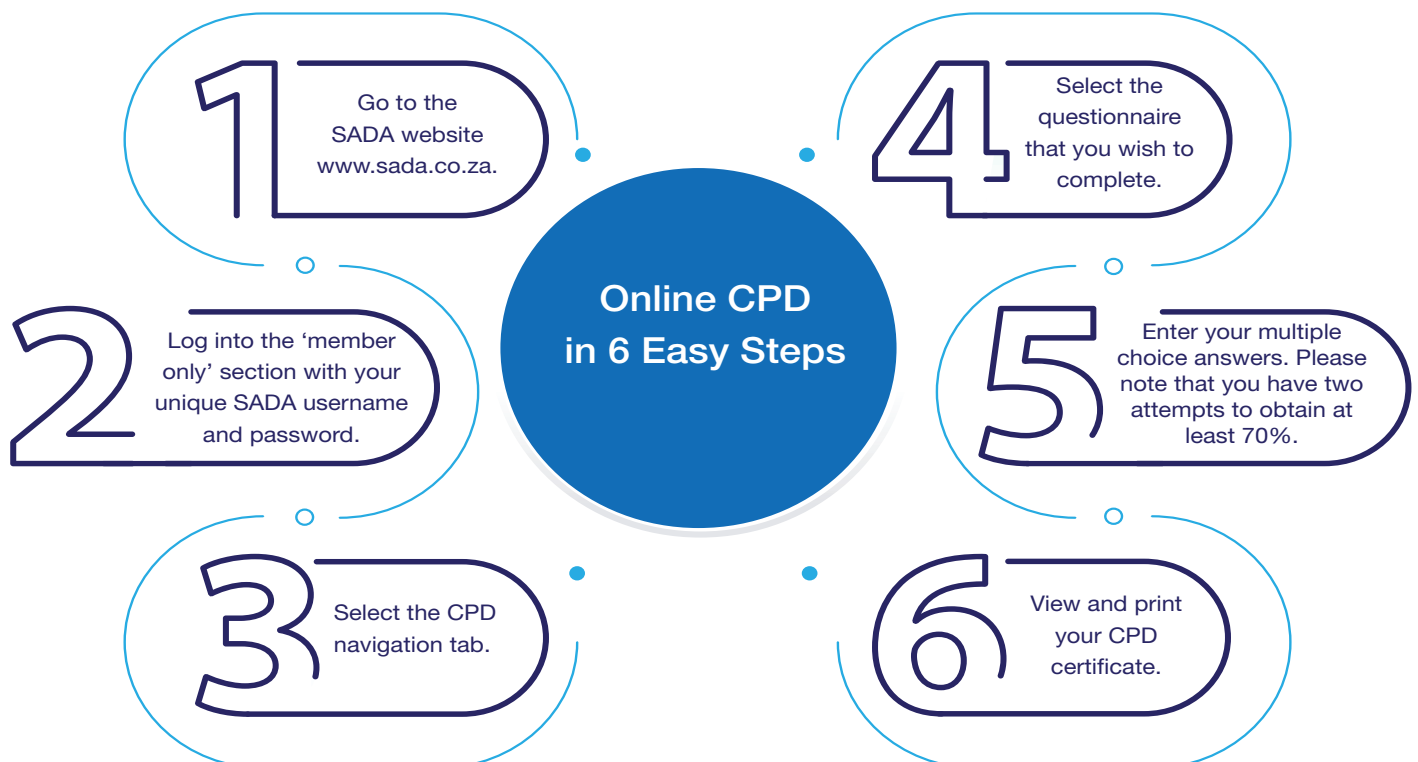 Online CPD
in 6 Easy Steps
1
Go to the
SADA website
www.sada.co.za.
2
Log into the ‘member
only’ section with your
unique SADA username
and password.
3
Select the CPD
navigation tab.
4
Select the
questionnaire
that you wish to
complete.
5
Enter your multiple
choice answers. Please
note that you have two
attempts to obtain at
least 70%.
6
View and print
your CPD
certificate.